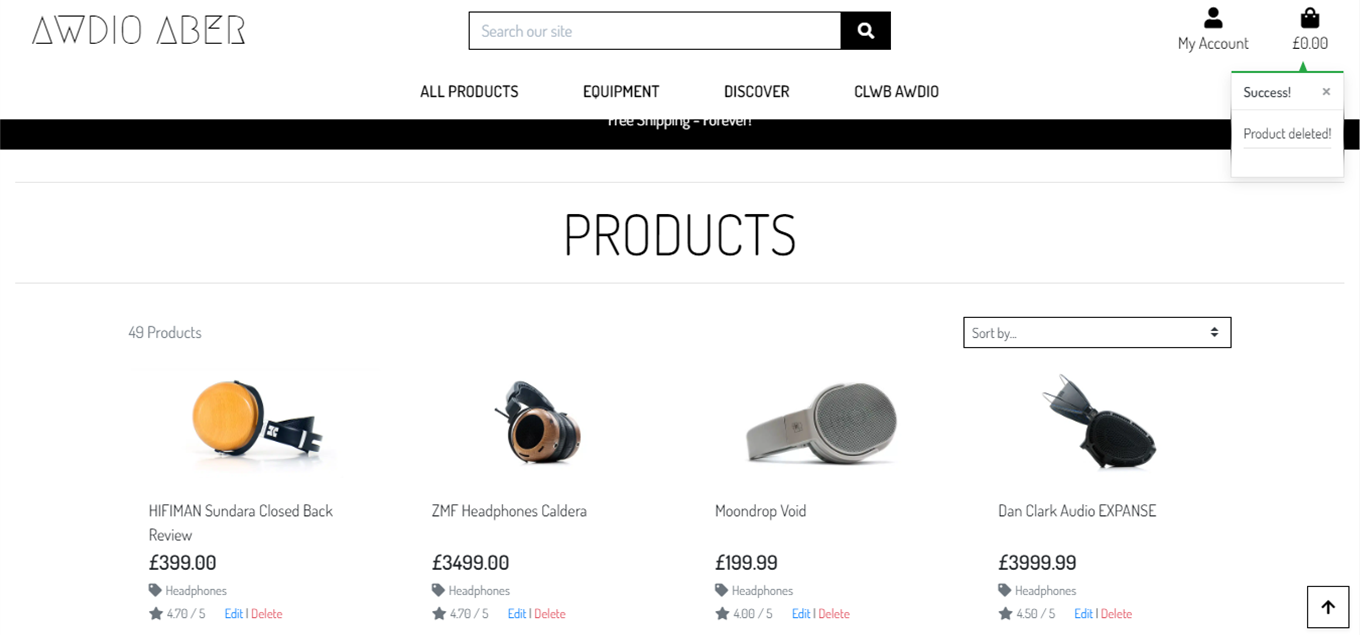 AWDIO ABER
Search our site
My Account
£0.00
ALL PRODUCTS
EQUIPMENT
DISCOVER
CLWB AWDIO
Success!
×
Free Shipping - Forever!
Product deleted!
PRODUCTS
49 Products
Sort by...
HIFIMAN Sundara Closed Back
Review
£399.00
Headphones
4.70 / 5 Edit | Delete
ZMF Headphones Caldera
£3499.00
Headphones
4.70 / 5 Edit | Delete
Moondrop Void
£199.99
Headphones
4.00 / 5 Edit | Delete
Dan Clark Audio EXPANSE
£3999.99
Headphones
4.50 / 5 Edit | Delete